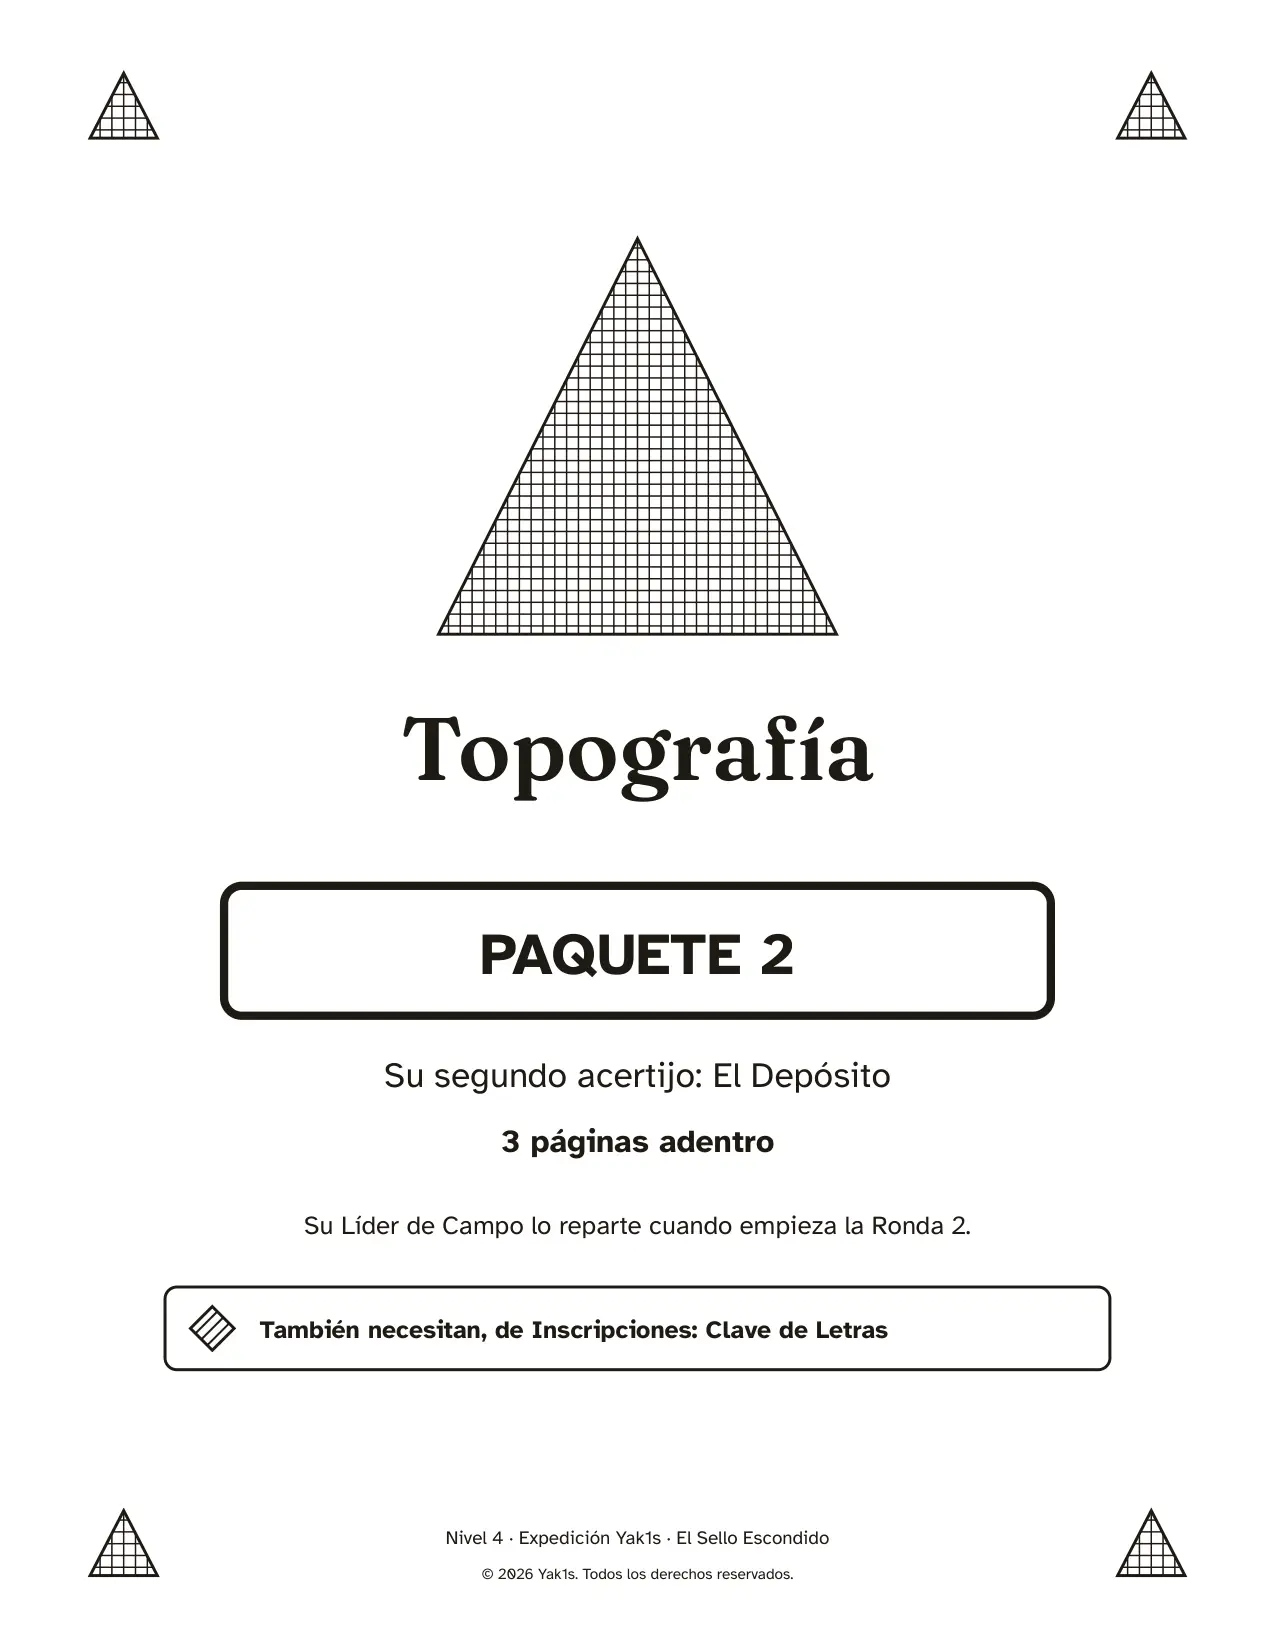 Topografía
PAQUETE 2
Su segundo acertijo: El Depósito
3 páginas adentro
Su Líder de Campo lo reparte cuando empieza la Ronda 2.
También necesitan, de Inscripciones: Clave de Letras
Nivel 4 · Expedición Yak1s · El Sello Escondido
© 2026 Yak1s. Todos los derechos reservados.